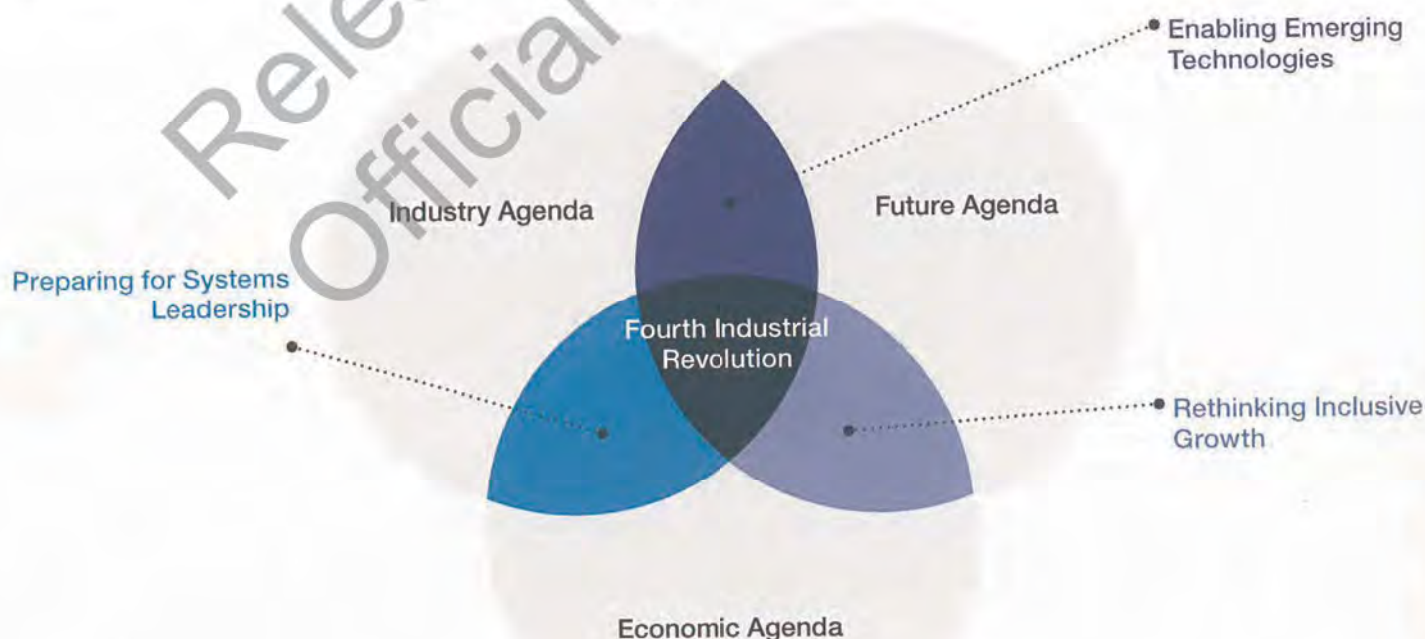 Enabling Emerging
Technologies
Industry Agenda
Future Agenda
Preparing for Systems
Leadership
Fourth Industrial
Revolution
Rethinking Inclusive
Growth
Economic Agenda
Official